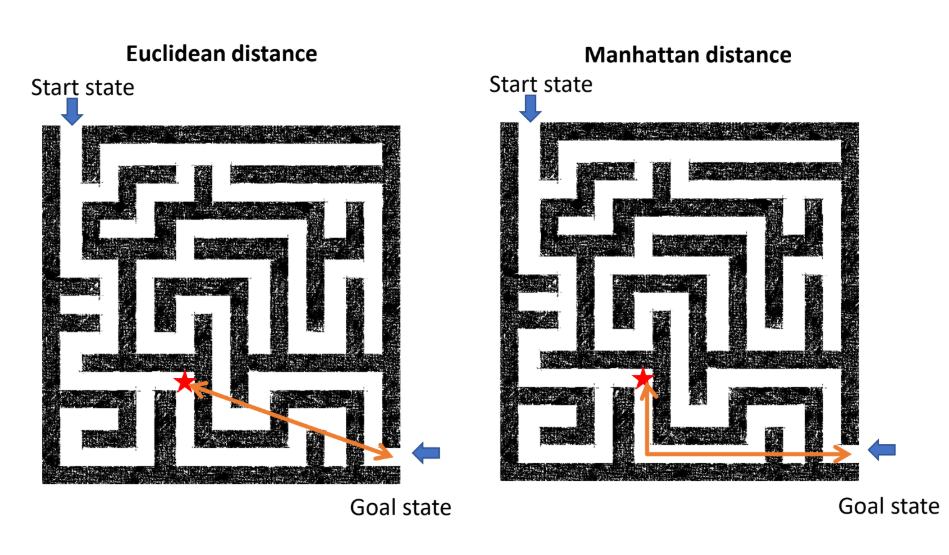 Euclidean distance
Start state
Goal state
Manhattan distance
Start state
Goal state